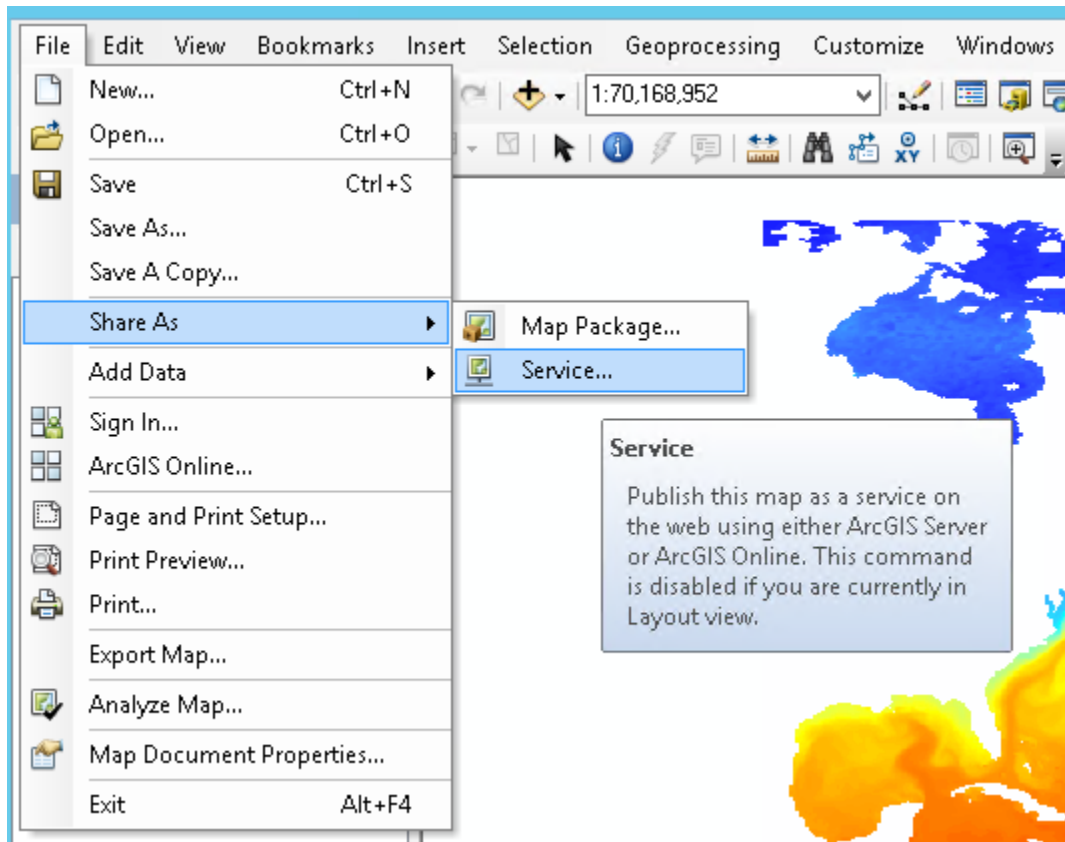 File Edit View Bookmarks Insert Selection Geoprocessing Customize Windows
New... Ctrl+N
1:70,168,952
Open... Ctrl+O
XY
Save Ctrl+S
Save As...
Save A Copy...
Share As
Map Package...
Add Data
Service...
Sign In...
ArcGIS Online...
Page and Print Setup...
Print Preview...
Print...
Export Map...
Analyze Map...
Map Document Properties...
Exit Alt+F4
Service
Publish this map as a service on
the web using either ArcGIS Server
or ArcGIS Online. This command
is disabled if you are currently in
Layout view.